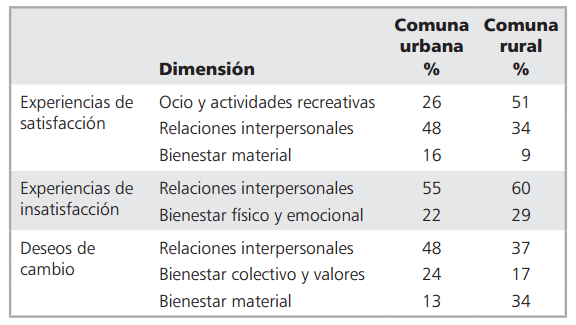 Comuna Comuna
urbana rural
Dimensión % %
Experiencias de Ocio y actividades recreativas 26 51
satisfacción Relaciones interpersonales 48 34
Bienestar material 16 9
Experiencias de Relaciones interpersonales 55 60
insatisfacción Bienestar físico y emocional 22 29
Deseos de Relaciones interpersonales 48 37
cambio Bienestar colectivo y valores 24 17
Bienestar material 13 34